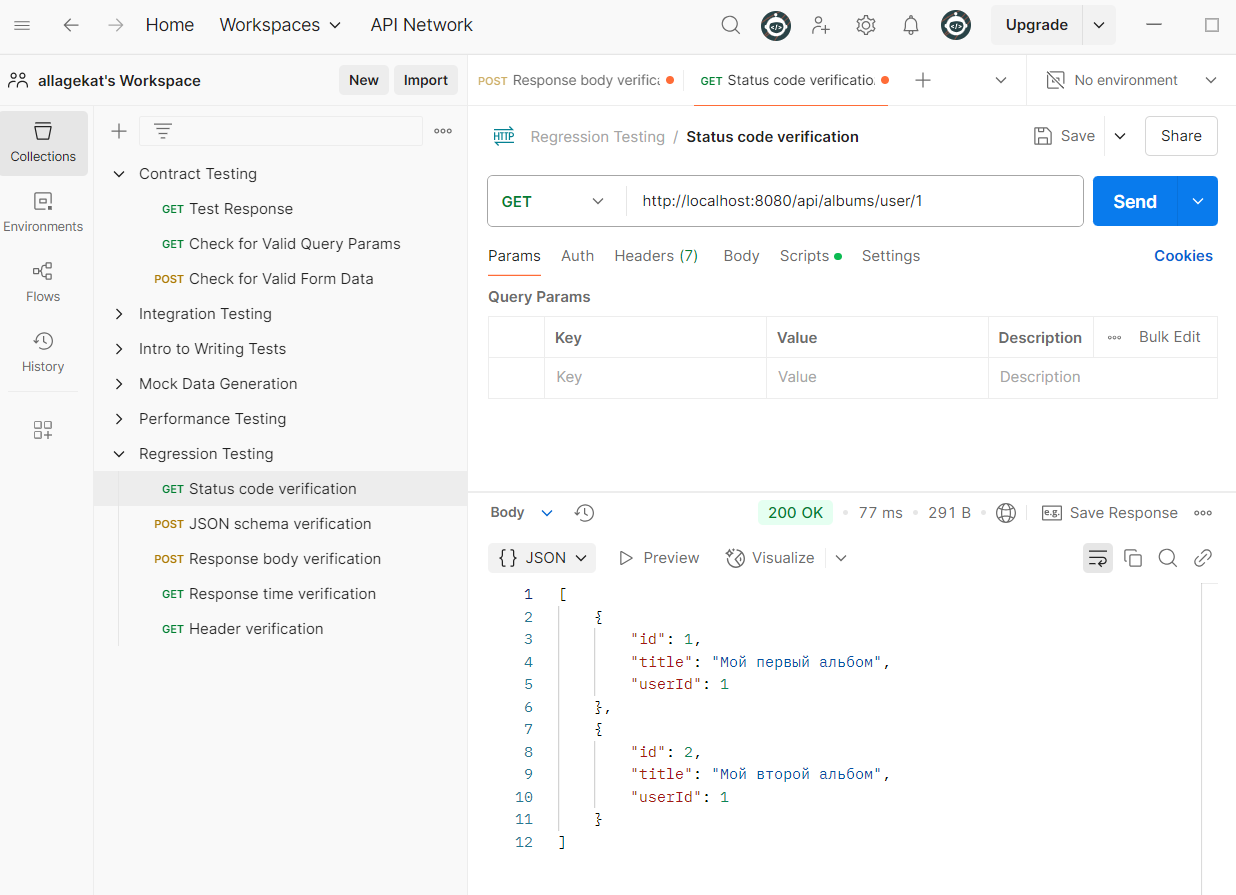 Home Workspaces API Network Upgrade
allagekat's Workspace New Import
POST Response body verifica GET Status code verificatio. No environment
Collections
Environments
Flows
History
Contract Testing
GET Test Response
GET Check for Valid Query Params
POST Check for Valid Form Data
Integration Testing
Intro to Writing Tests
Mock Data Generation
Performance Testing
Regression Testing
GET Status code verification
POST JSON schema verification
POST Response body verification
GET Response time verification
GET Header verification
HTTP Regression Testing / Status code verification Save Share
GET http://localhost:8080/api/albums/user/1 Send
Params Auth Headers (7) Body Scripts Settings Cookies
Query Params
Key Value Description Bulk Edit
Key Value Description
Body 200 OK 77 ms 291 B e.g. Save Response
{} JSON Preview Visualize
1 [
2 {
3 "id": 1,
4 "title": "Мой первый альбом",
5 "userId": 1
6 },
7 {
8 "id": 2,
9 "title": "Мой второй альбом",
10 "userId": 1
11 }
12 ]